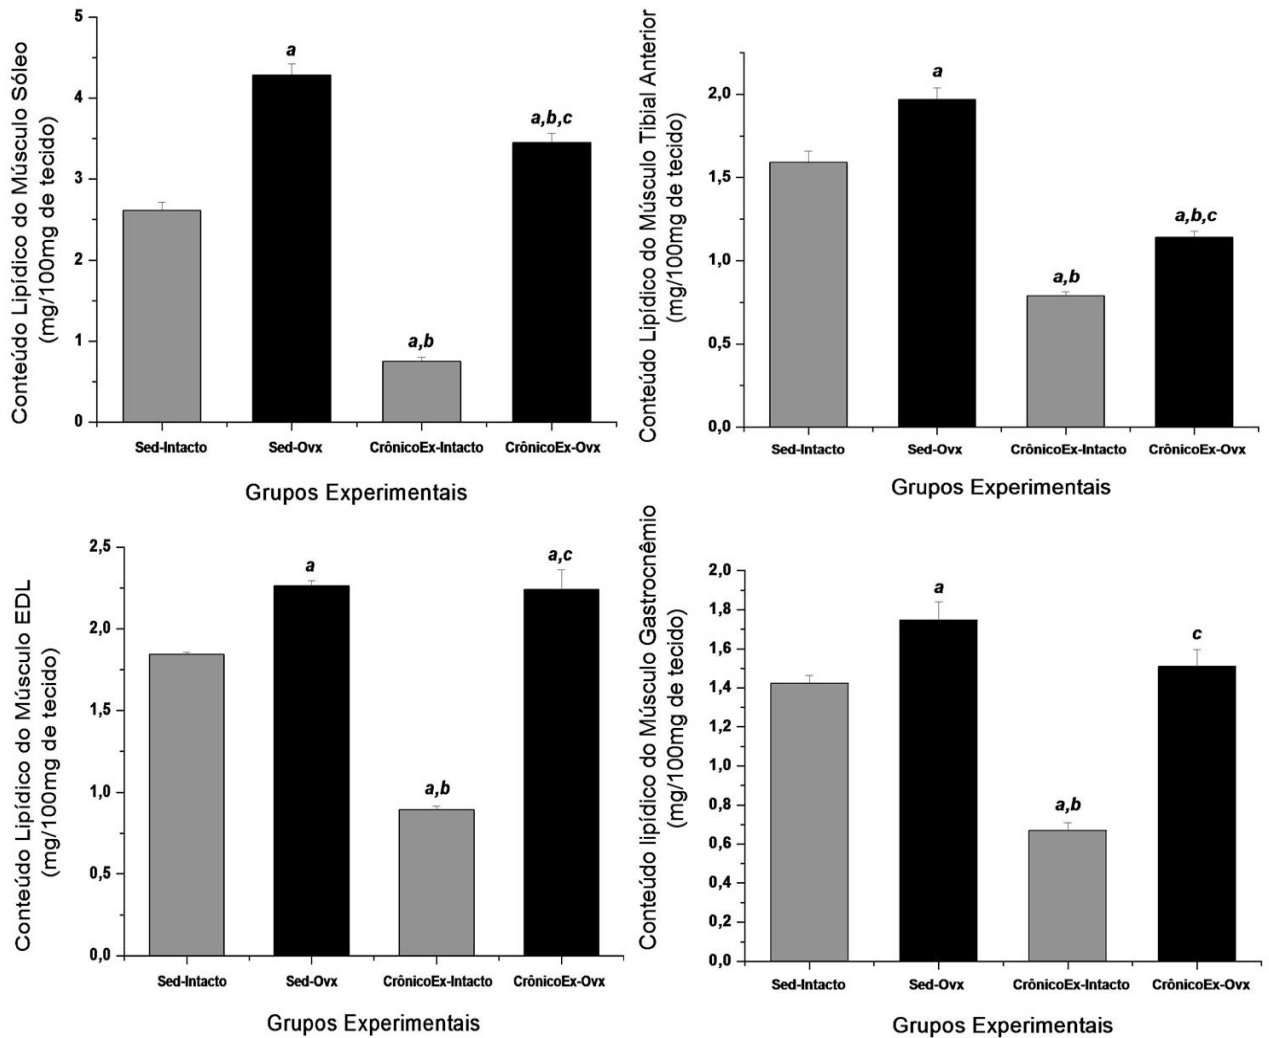 Conteúdo Lipídico do Músculo Sóleo
(mg/100mg de tecido)
5
4
3
2
1
0
a
a,b
a,b,c
Sed-Intacto Sed-Ovx CrônicoEx-Intacto CrônicoEx-Ovx
Grupos Experimentais
Conteúdo Lipídico do Músculo Tibial Anterior
(mg/100mg de tecido)
2,0
1,5
1,0
0,5
0,0
a
a,b
a,b,c
Sed-Intacto Sed-Ovx CrônicoEx-Intacto CrônicoEx-Ovx
Grupos Experimentais
Conteúdo Lipídico do Músculo EDL
(mg/100mg de tecido)
2,5
2,0
1,5
1,0
0,5
0,0
a
a,b
a,c
Sed-Intacto Sed-Ovx CrônicoEx-Intacto CrônicoEx-Ovx
Grupos Experimentais
Conteúdo lipídico do Músculo Gastrocnêmio
(mg/100mg de tecido)
2,0
1,8
1,6
1,4
1,2
1,0
0,8
0,6
0,4
0,2
0,0
a
a,b
c
Sed-Intacto Sed-Ovx CrônicoEx-Intacto CrônicoEx-Ovx
Grupos Experimentais